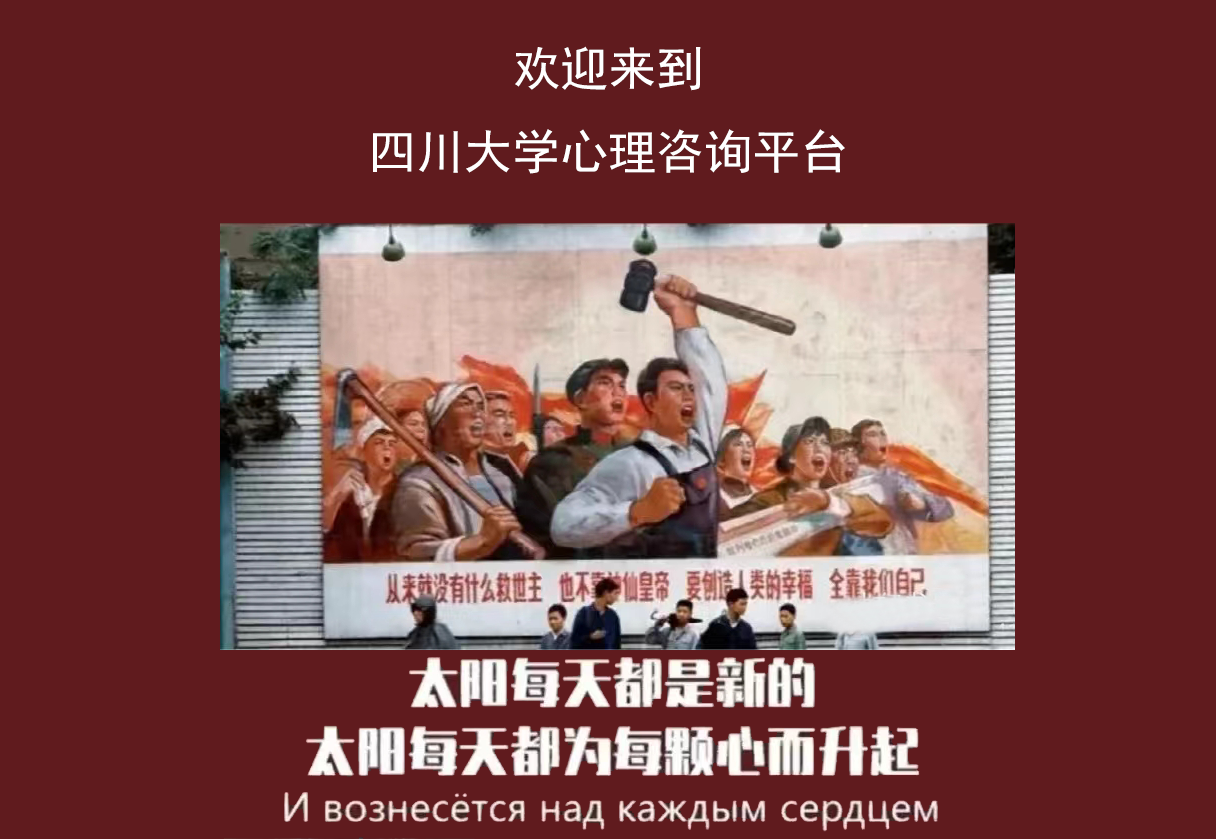 欢迎来到
四川大学心理咨询平台
从来就没有什么救世主 也不靠神仙皇帝 要创造人类的幸福 全靠我们自己
太阳每天都是新的
太阳每天都为每颗心而升起
И вознесётся над каждым сердцем